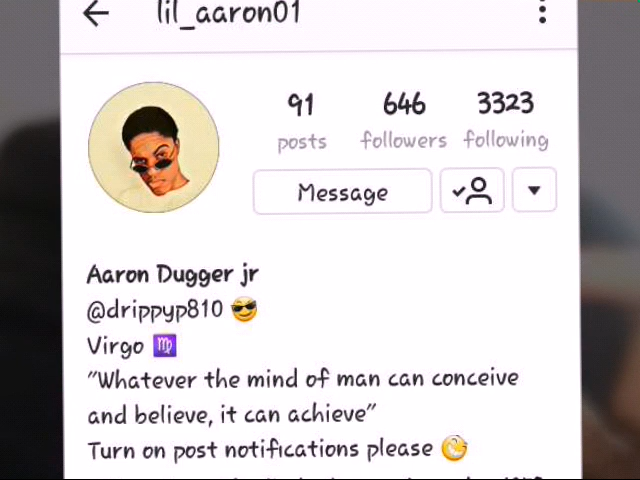 lil_aaron01
91 646 3323
posts followers following
Message
Aaron Dugger jr
@drippyp810 😎
Virgo ♍
"Whatever the mind of man can conceive
and believe, it can achieve"
Turn on post notifications please